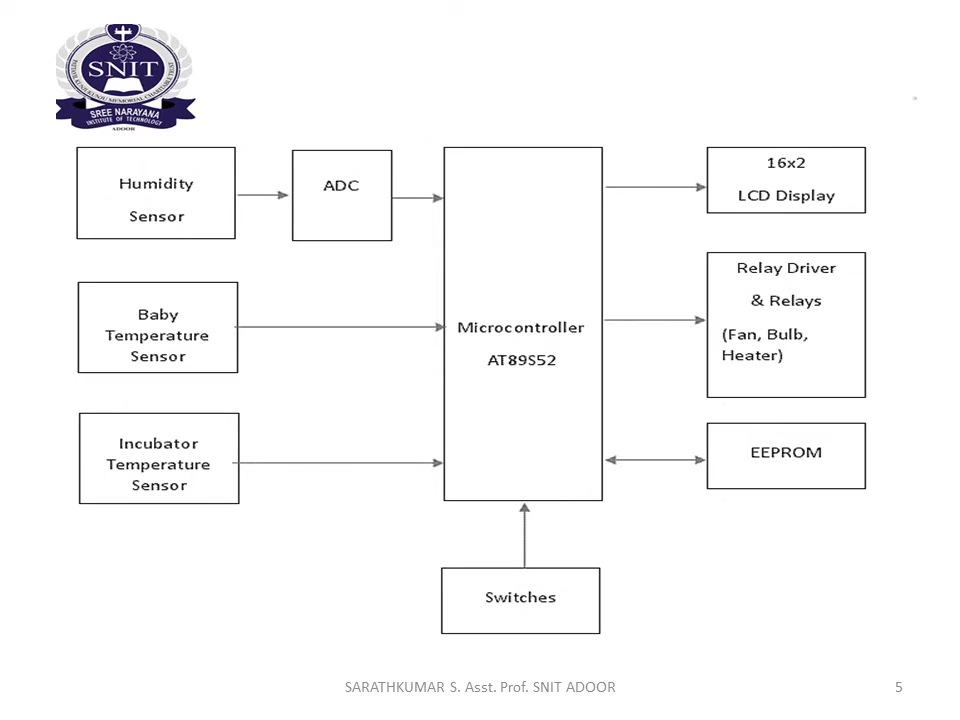 SNIT
SREE NARAYANA
INSTITUTE OF TECHNOLOGY
ADOOR
Humidity
Sensor
ADC
16x2
LCD Display
Baby
Temperature
Sensor
Microcontroller
AT89S52
Relay Driver
& Relays
(Fan, Bulb,
Heater)
Incubator
Temperature
Sensor
EEPROM
Switches
SARATHKUMAR S. Asst. Prof. SNIT ADOOR
5